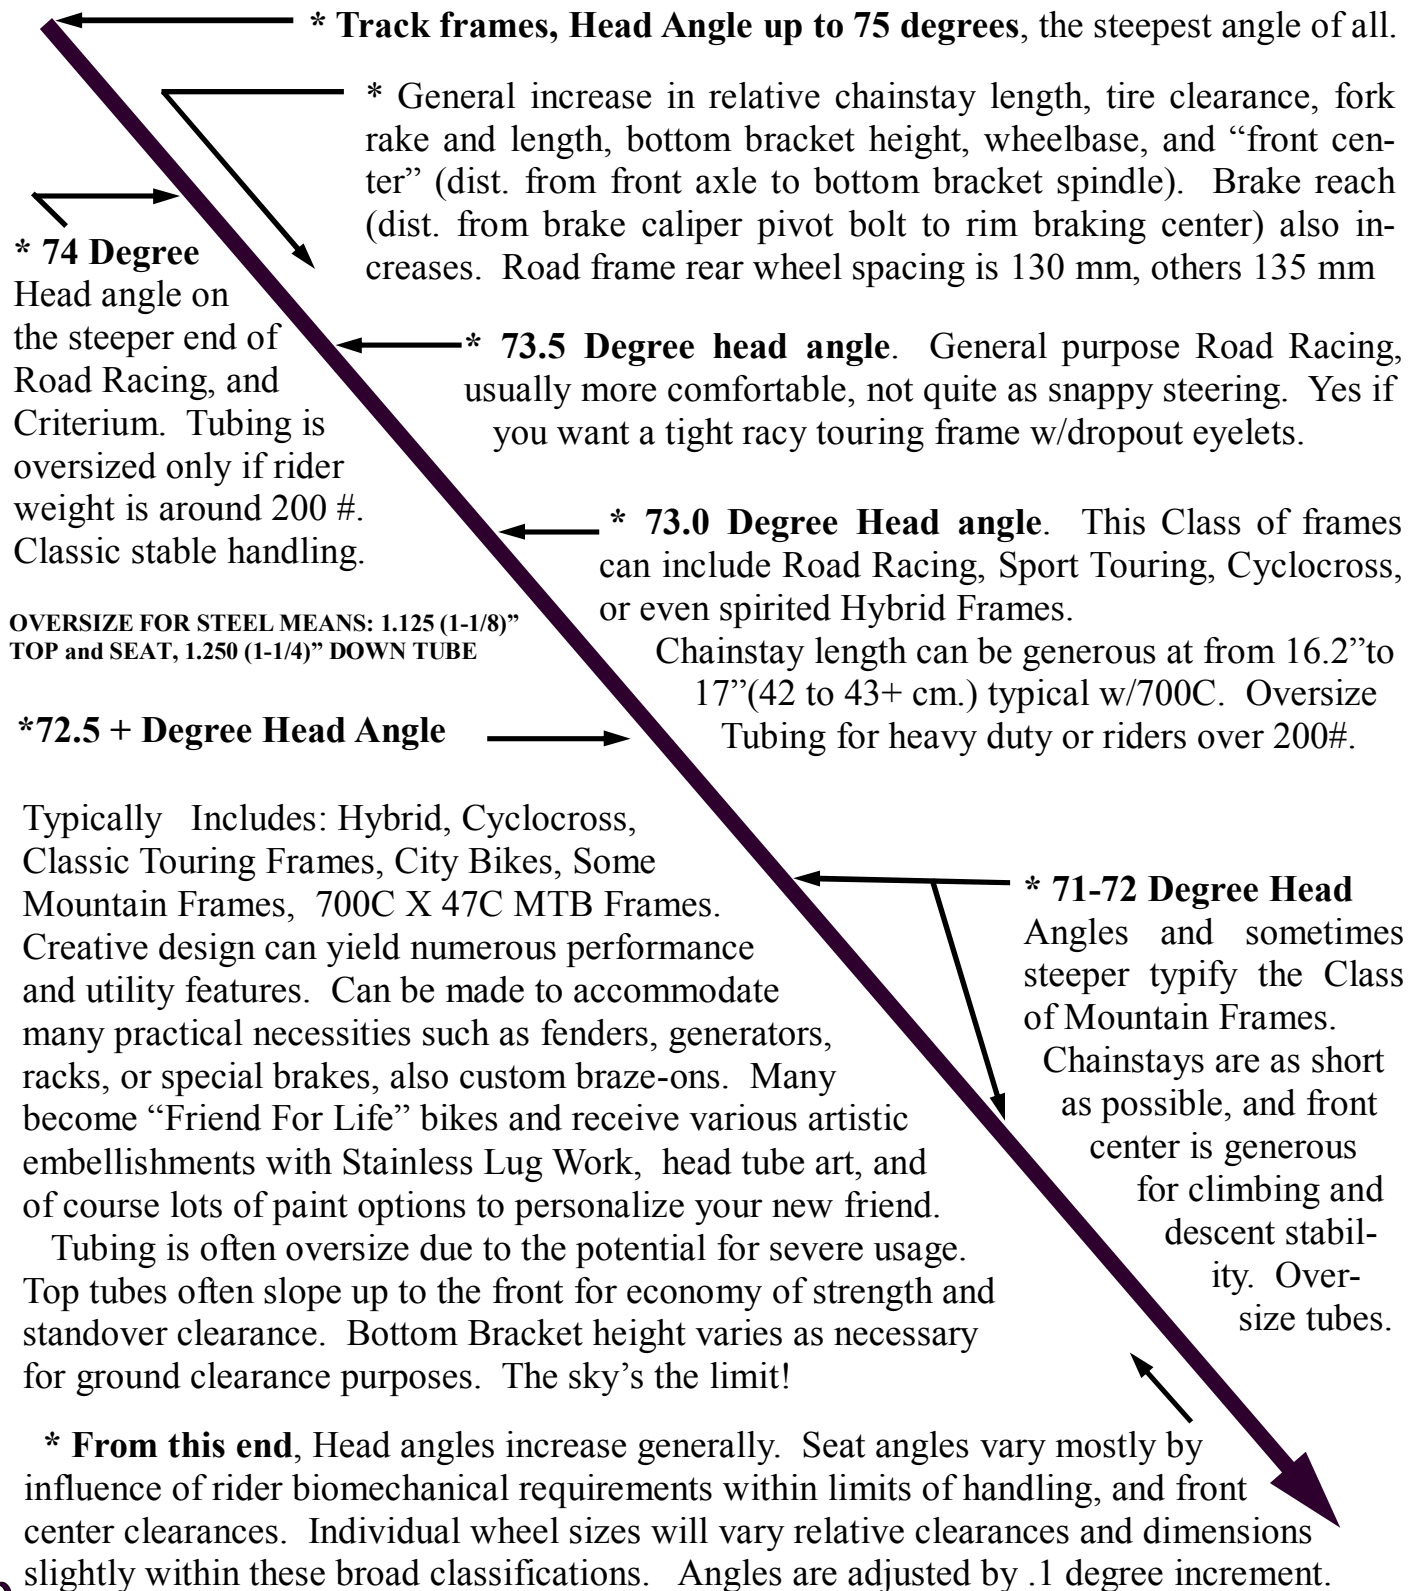 * Track frames, Head Angle up to 75 degrees, the steepest angle of all.
* General increase in relative chainstay length, tire clearance, fork
rake and length, bottom bracket height, wheelbase, and “front cen-
ter” (dist. from front axle to bottom bracket spindle). Brake reach
(dist. from brake caliper pivot bolt to rim braking center) also in-
creases. Road frame rear wheel spacing is 130 mm, others 135 mm
* 74 Degree
Head angle on
the steeper end of
Road Racing, and
Criterium. Tubing is
oversized only if rider
weight is around 200 #.
Classic stable handling.
* 73.5 Degree head angle. General purpose Road Racing,
usually more comfortable, not quite as snappy steering. Yes if
you want a tight racy touring frame w/dropout eyelets.
* 73.0 Degree Head angle. This Class of frames
can include Road Racing, Sport Touring, Cyclocross,
or even spirited Hybrid Frames.
Chainstay length can be generous at from 16.2”to
17”(42 to 43+ cm.) typical w/700C. Oversize
Tubing for heavy duty or riders over 200#.
OVERSIZE FOR STEEL MEANS: 1.125 (1-1/8)”
TOP and SEAT, 1.250 (1-1/4)” DOWN TUBE
*72.5 + Degree Head Angle
Typically Includes: Hybrid, Cyclocross,
Classic Touring Frames, City Bikes, Some
Mountain Frames, 700C X 47C MTB Frames.
Creative design can yield numerous performance
and utility features. Can be made to accommodate
many practical necessities such as fenders, generators,
racks, or special brakes, also custom braze-ons. Many
become “Friend For Life” bikes and receive various artistic
embellishments with Stainless Lug Work, head tube art, and
of course lots of paint options to personalize your new friend.
Tubing is often oversize due to the potential for severe usage.
Top tubes often slope up to the front for economy of strength and
standover clearance. Bottom Bracket height varies as necessary
for ground clearance purposes. The sky’s the limit!
* 71-72 Degree Head
Angles and sometimes
steeper typify the Class
of Mountain Frames.
Chainstays are as short
as possible, and front
center is generous
for climbing and
descent stabil-
ity. Over-
size tubes.
* From this end, Head angles increase generally. Seat angles vary mostly by
influence of rider biomechanical requirements within limits of handling, and front
center clearances. Individual wheel sizes will vary relative clearances and dimensions
slightly within these broad classifications. Angles are adjusted by .1 degree increment.